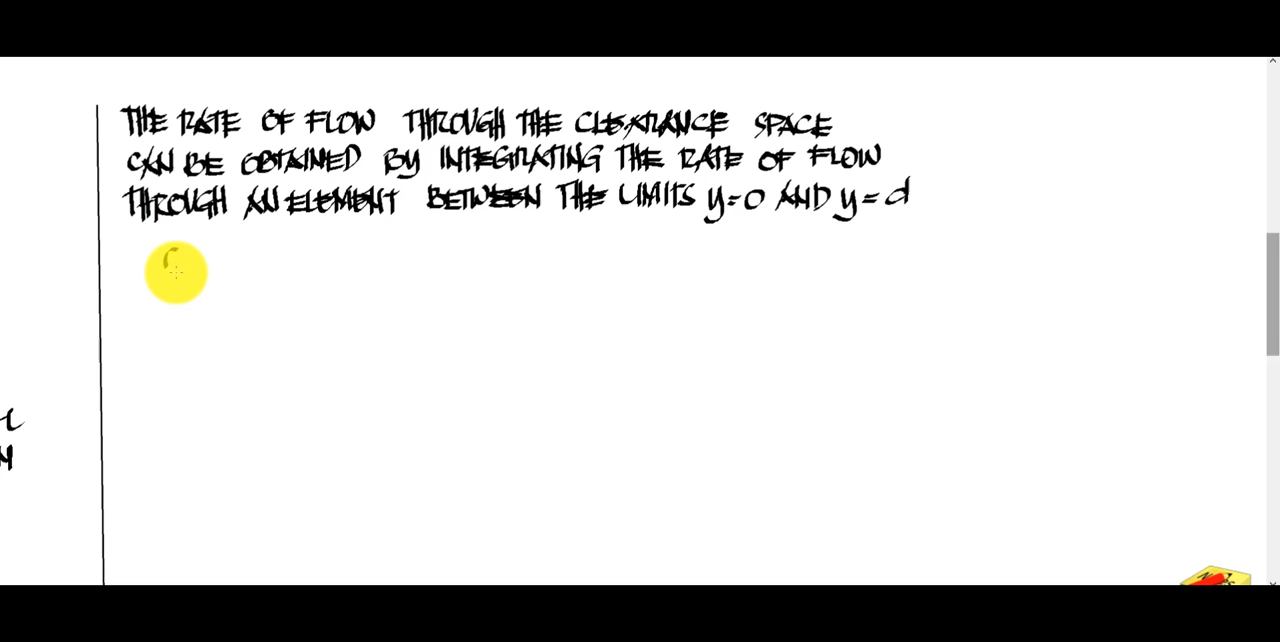 THE RATE OF FLOW THROUGH THE CLEARANCE SPACE
CAN BE OBTAINED BY INTEGRATING THE RATE OF FLOW
THROUGH AN ELEMENT BETWEEN THE LIMITS y=0 AND y=d